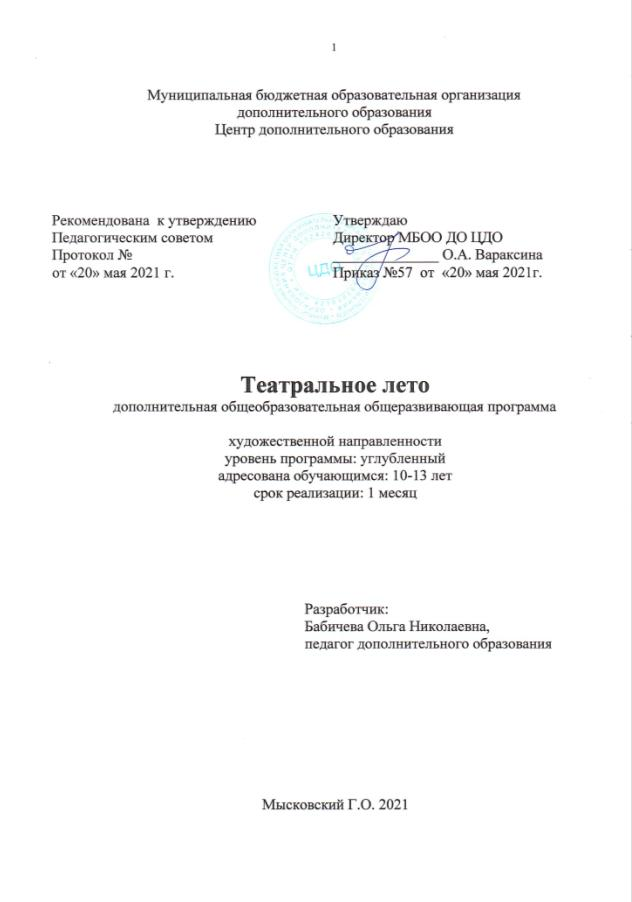 1
Муниципальная бюджетная образовательная организация
дополнительного образования
Центр дополнительного образования
Рекомендована к утверждению
Педагогическим советом
Протокол №
от «20» мая 2021 г.
Утверждаю
Директор МБОО ДО ЦДО
______________ О.А. Вараксина
Приказ №57 от «20» мая 2021г.
ЦДО
Театральное лето
дополнительная общеобразовательная общеразвивающая программа
художественной направленности
уровень программы: углубленный
адресована обучающимся: 10-13 лет
срок реализации: 1 месяц
Разработчик:
Бабичева Ольга Николаевна,
педагог дополнительного образования
Мысковский Г.О. 2021